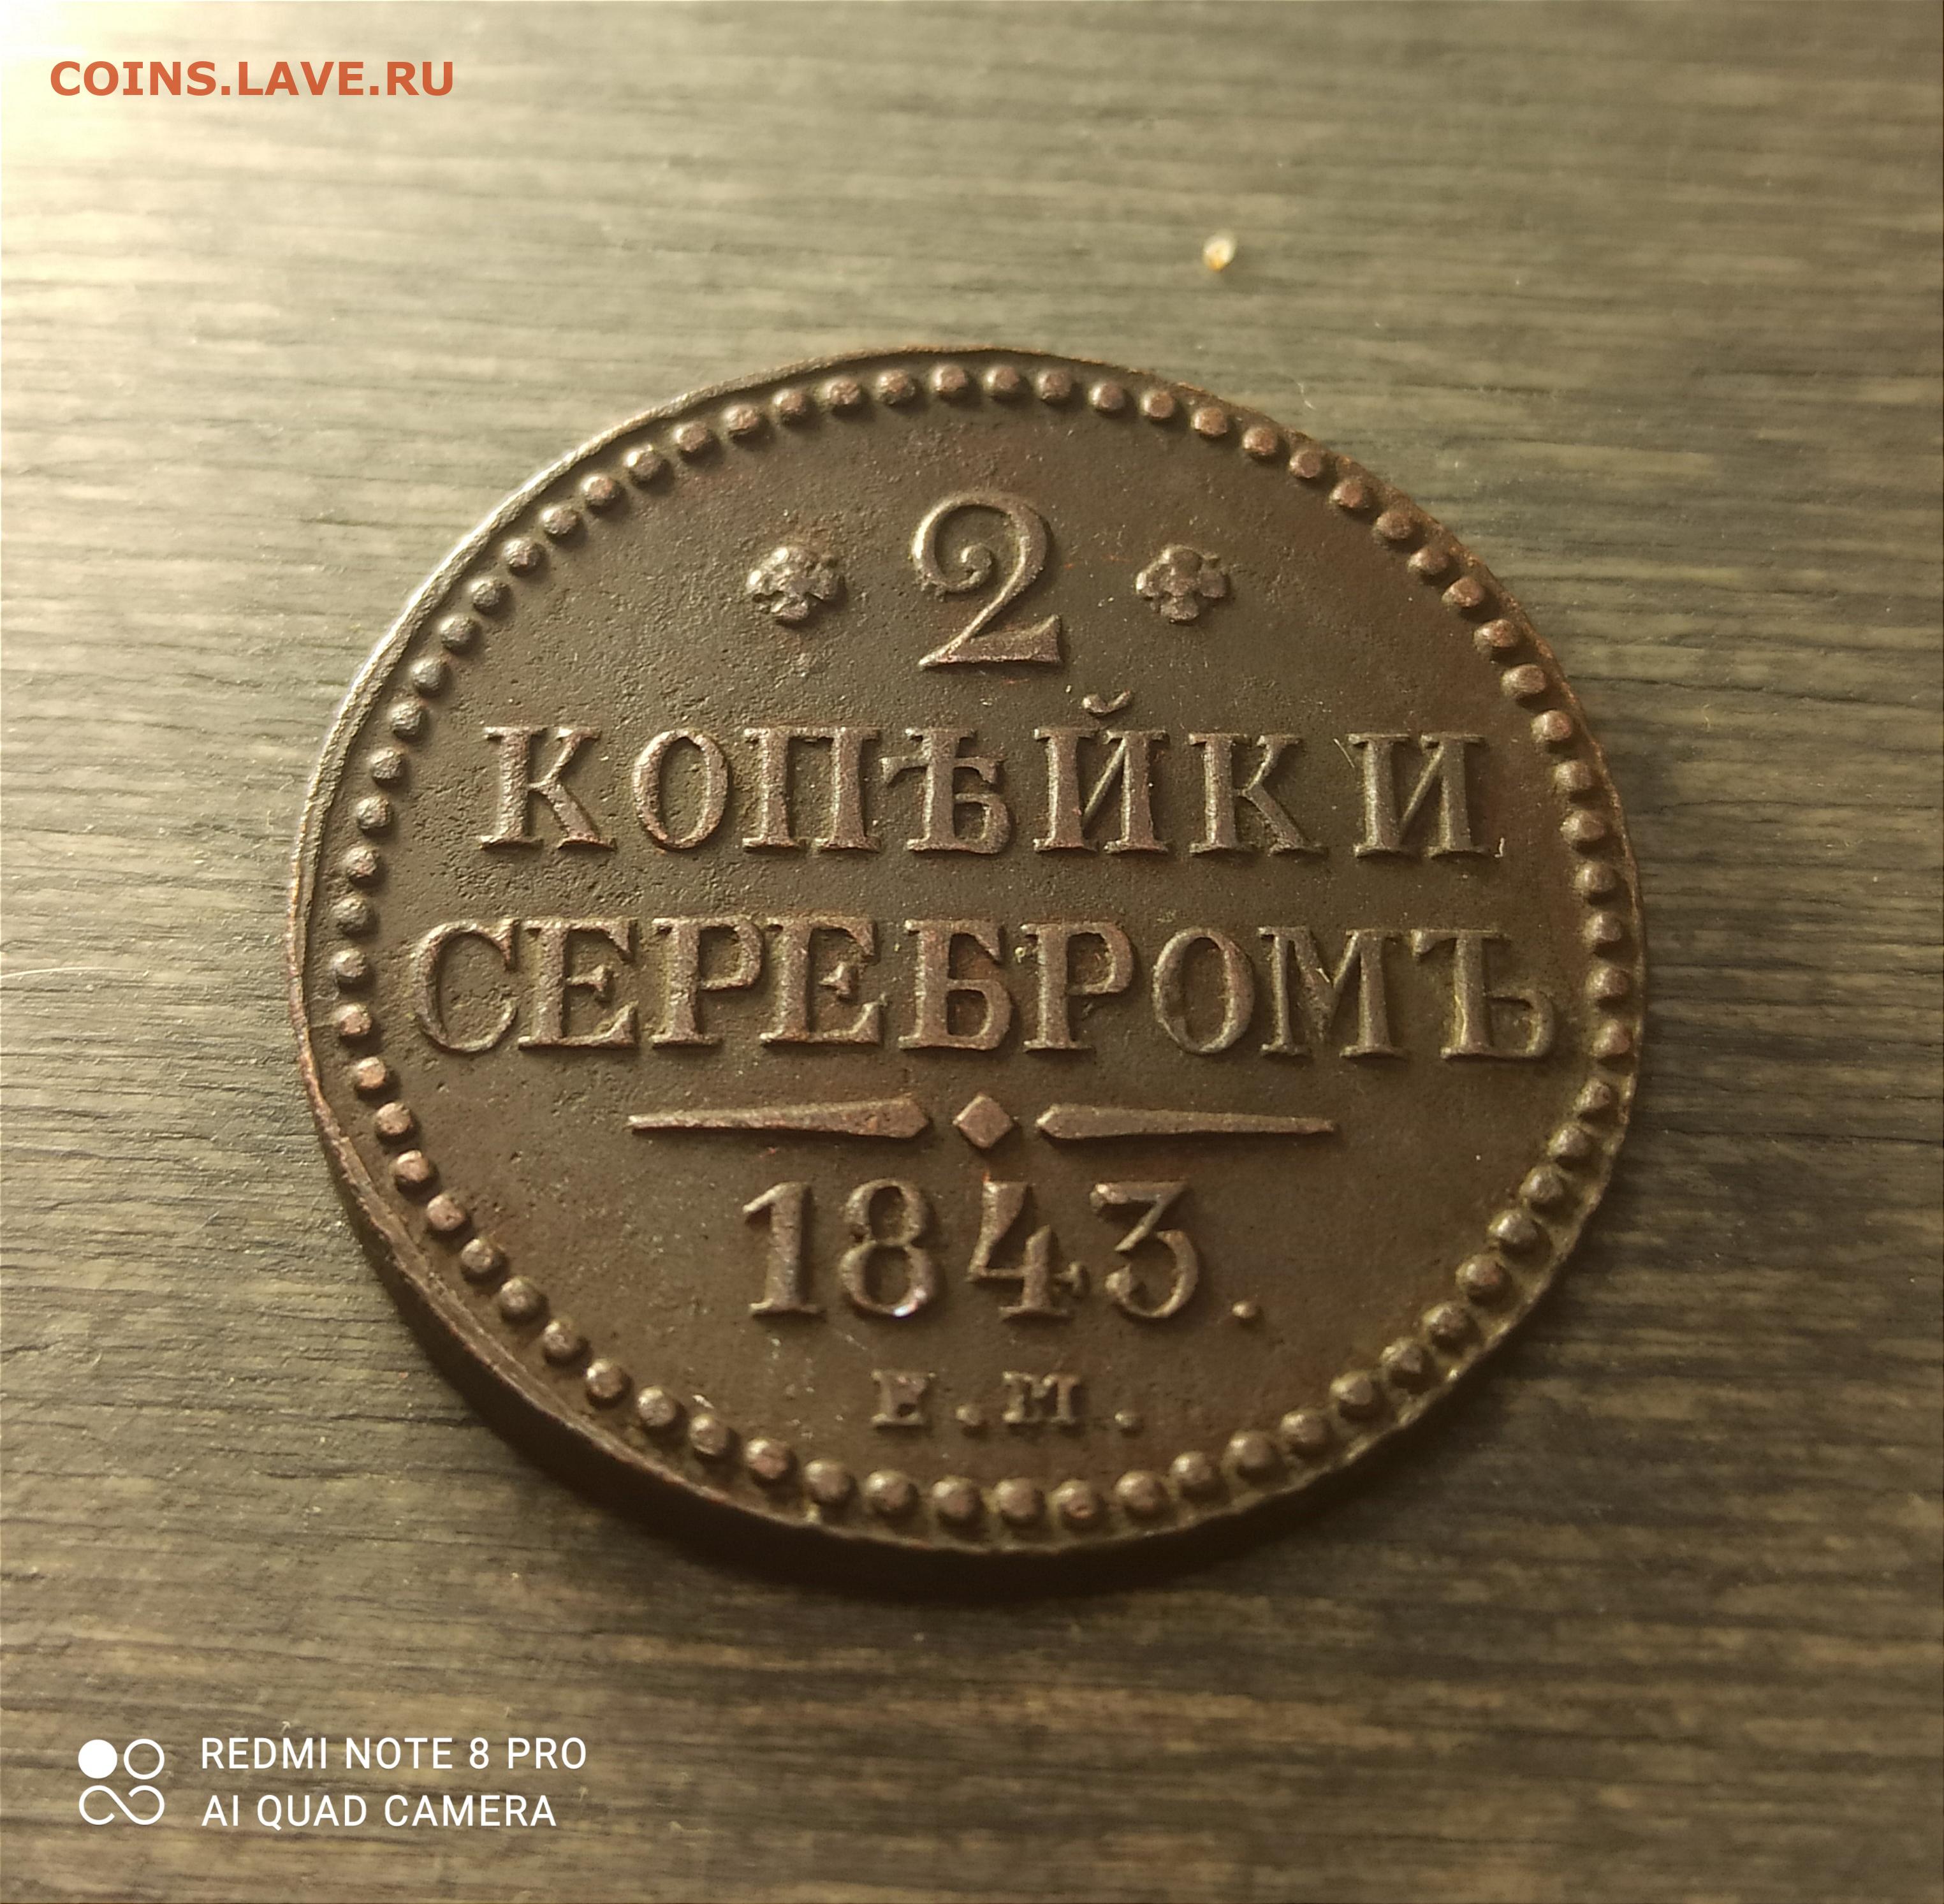 COINS.LAVE.RU
2
КОПѢЙКИ
СЕРЕБРОМЪ
1843.
Е.М.
REDMI NOTE 8 PRO
AI QUAD CAMERA